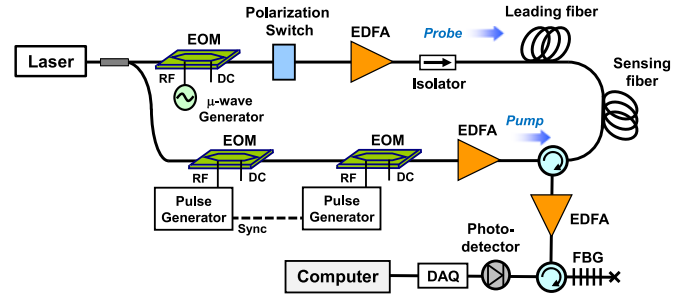 Laser
EOM
RF
DC
μ-wave
Generator
Polarization
Switch
EDFA
Probe
Isolator
Leading fiber
Sensing
fiber
EOM
RF
DC
Pulse
Generator
Sync
EOM
RF
DC
Pulse
Generator
EDFA
Pump
EDFA
Photo-
detector
FBG
Computer
DAQ